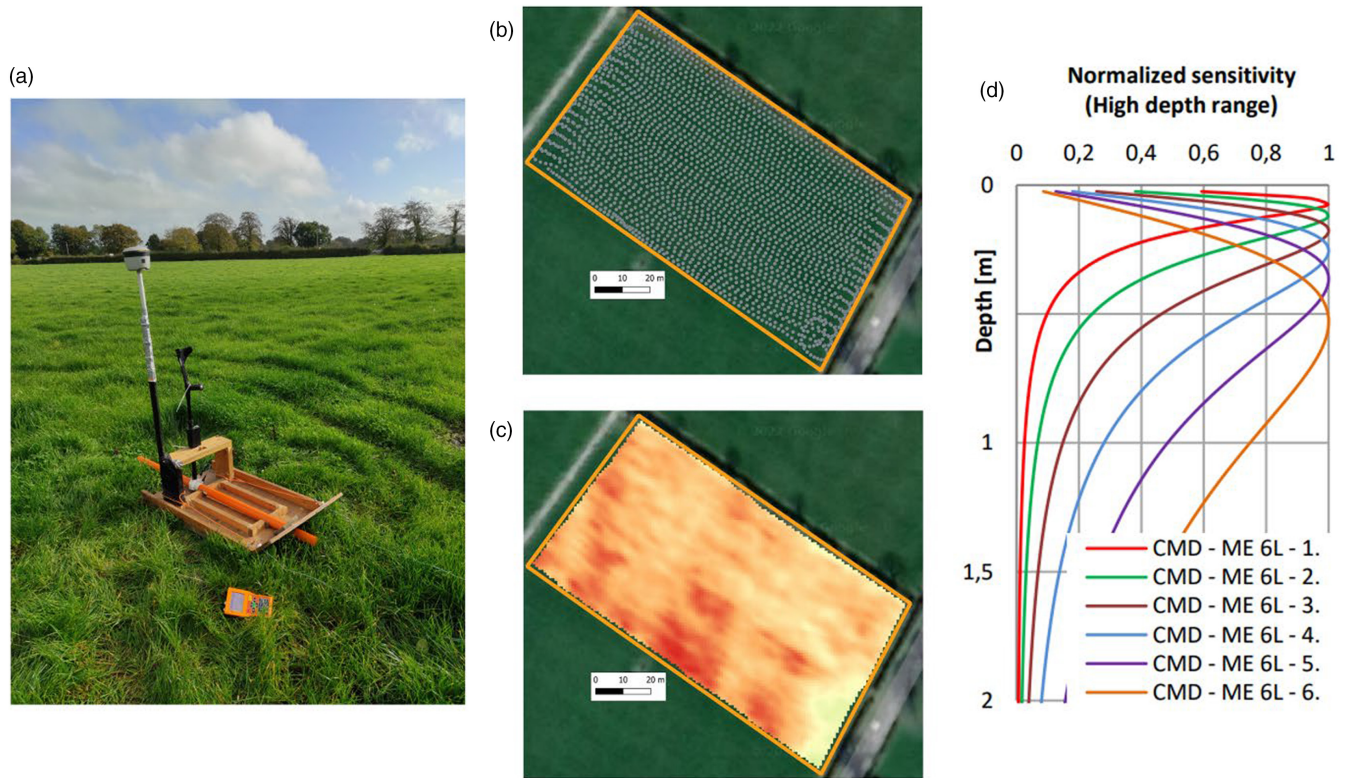 (a)
(b)
2022 Google
0 10 20 m
(c)
0 10 20 m
(d)
Normalized sensitivity
(High depth range)
0 0,2 0,4 0,6 0,8 1
0
Depth [m]
1
1,5
2
CMD - ME 6L - 1.
CMD - ME 6L - 2.
CMD - ME 6L - 3.
CMD - ME 6L - 4.
CMD - ME 6L - 5.
CMD - ME 6L - 6.